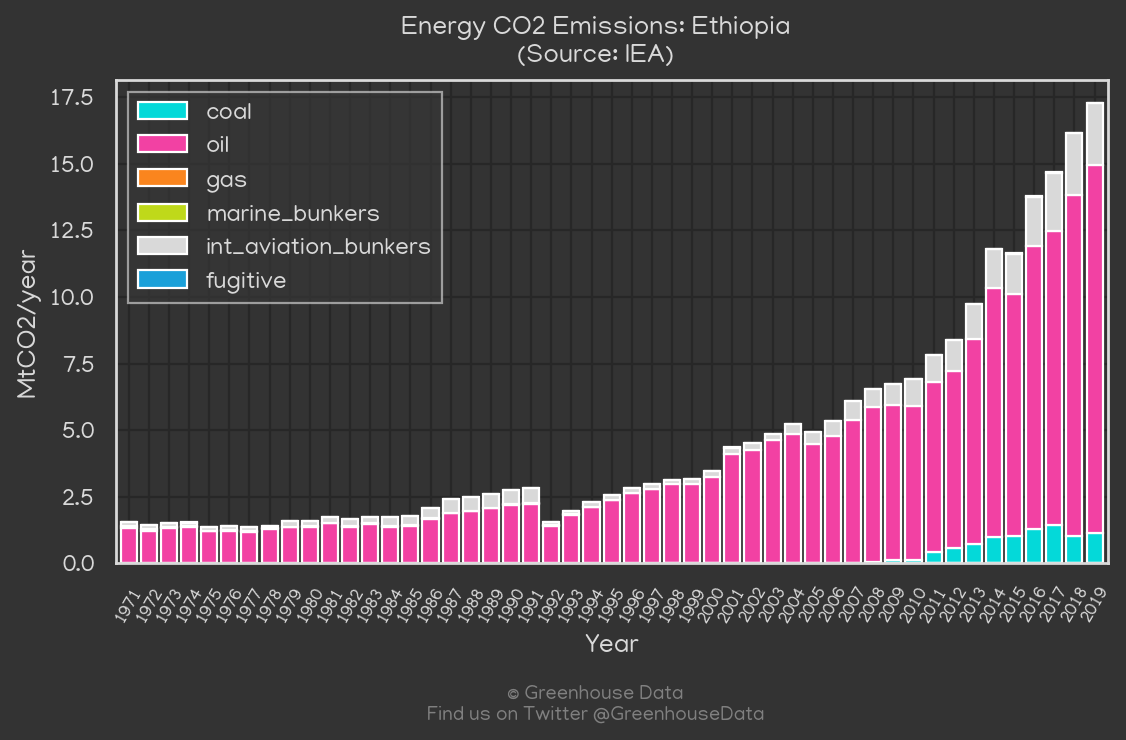 Energy CO2 Emissions: Ethiopia
(Source: IEA)
17.5
15.0
12.5
10.0
7.5
5.0
2.5
0.0
MtCO2/year
coal
oil
gas
marine_bunkers
int_aviation_bunkers
fugitive
1971 1972 1973 1974 1975 1976 1977 1978 1979 1980 1981 1982 1983 1984 1985 1986 1987 1988 1989 1990 1991 1992 1993 1994 1995 1996 1997 1998 1999 2000 2001 2002 2003 2004 2005 2006 2007 2008 2009 2010 2011 2012 2013 2014 2015 2016 2017 2018 2019
Year
© Greenhouse Data
Find us on Twitter @GreenhouseData